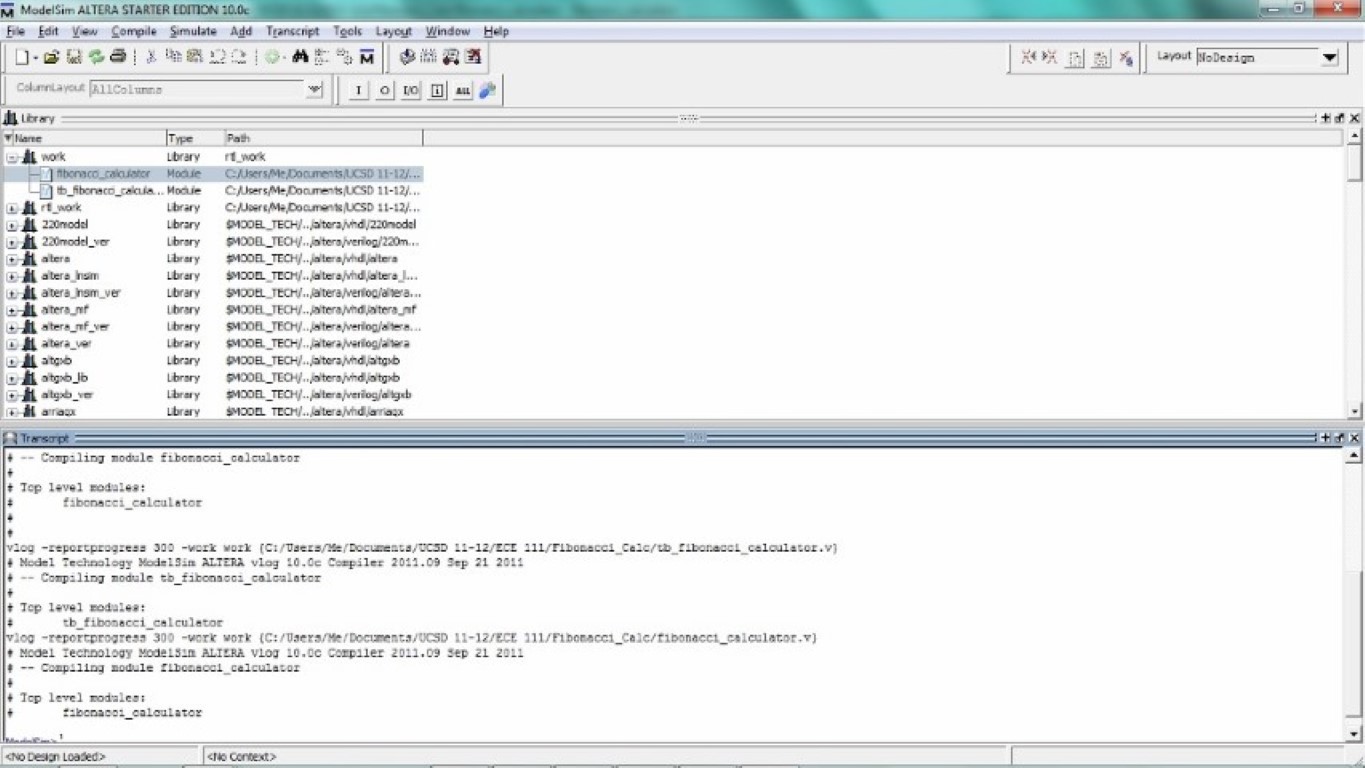 ModelSim ALTERA STARTER EDITION 10.0c
File Edit View Compile Simulate Add Transcript Tools Layout Window Help
Layout NoDesign
ColumnLayout AllColumns
I O I/O ALL
Library
Name Type Path
work Library rtl_work
fibonacci_calculator Module C:/Users/Me/Documents/UCSD 11-12/...
tb_fibonacci_calcula... Module C:/Users/Me/Documents/UCSD 11-12/...
rtl_work Library C:/Users/Me/Documents/UCSD 11-12/...
220model Library $MODEL_TECH/../altera/vhdl/220model
220model_ver Library $MODEL_TECH/../altera/verilog/220m...
altera Library $MODEL_TECH/../altera/vhdl/altera
altera_lnsim Library $MODEL_TECH/../altera/vhdl/altera_l...
altera_lnsim_ver Library $MODEL_TECH/../altera/verilog/altera...
altera_mf Library $MODEL_TECH/../altera/vhdl/altera_mf
altera_mf_ver Library $MODEL_TECH/../altera/verilog/altera...
altera_ver Library $MODEL_TECH/../altera/verilog/altera
altgxb Library $MODEL_TECH/../altera/vhdl/altgxb
altgxb_lib Library $MODEL_TECH/../altera/vhdl/altgxb
altgxb_ver Library $MODEL_TECH/../altera/verilog/altgxb
arriagx Library $MODEL_TECH/../altera/vhdl/arriagx
Transcript
# -- Compiling module fibonacci_calculator
#
# Top level modules:
# fibonacci_calculator
#
#
vlog -reportprogress 300 -work work {C:/Users/Me/Documents/UCSD 11-12/ECE 111/Fibonacci_Calc/tb_fibonacci_calculator.v}
# Model Technology ModelSim ALTERA vlog 10.0c Compiler 2011.09 Sep 21 2011
# -- Compiling module tb_fibonacci_calculator
#
# Top level modules:
# tb_fibonacci_calculator
vlog -reportprogress 300 -work work {C:/Users/Me/Documents/UCSD 11-12/ECE 111/Fibonacci_Calc/fibonacci_calculator.v}
# Model Technology ModelSim ALTERA vlog 10.0c Compiler 2011.09 Sep 21 2011
# -- Compiling module fibonacci_calculator
#
# Top level modules:
# fibonacci_calculator
ModelSim>
<No Design Loaded> <No Context>